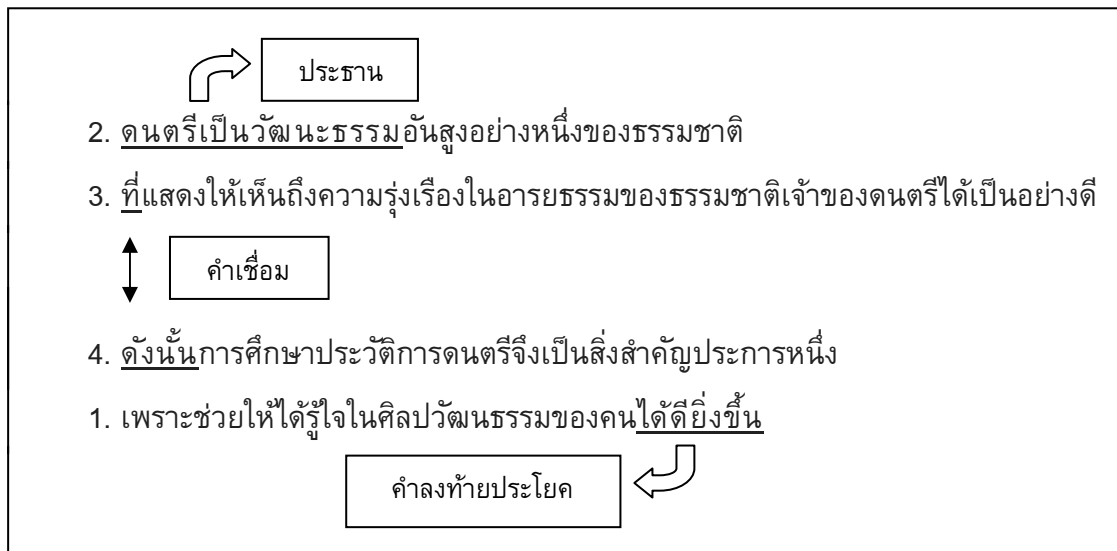 ประธาน
2. ดนตรีเป็นวัฒนะธรรมอันสูงอย่างหนึ่งของธรรมชาติ
3. ที่แสดงให้เห็นถึงความรุ่งเรืองในอารยธรรมของธรรมชาติเจ้าของดนตรีได้เป็นอย่างดี
คำเชื่อม
4. ดังนั้นการศึกษาประวัติการดนตรีจึงเป็นสิ่งสำคัญประการหนึ่ง
1. เพราะช่วยให้ได้รู้ใจในศิลปวัฒนธรรมของคนได้ดียิ่งขึ้น
คำลงท้ายประโยค